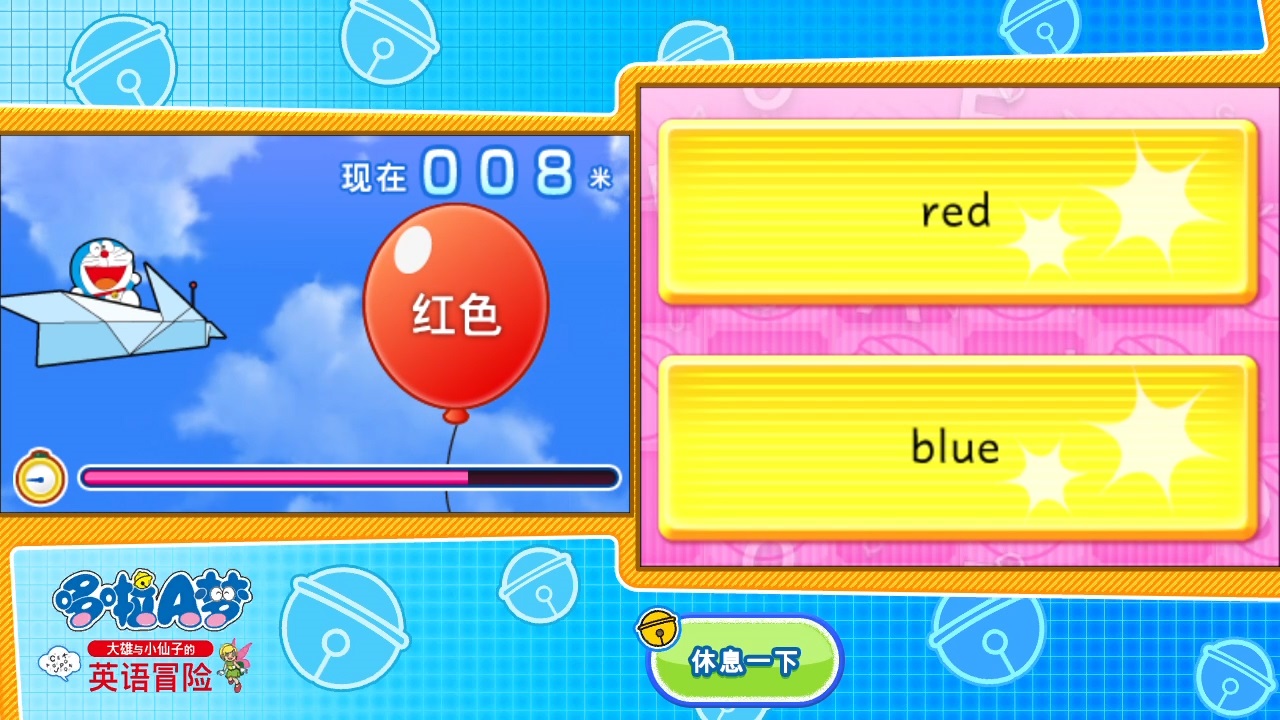 现在 008 米
红色
red
blue
哆啦A梦
大雄与小仙子的
英语冒险
休息一下